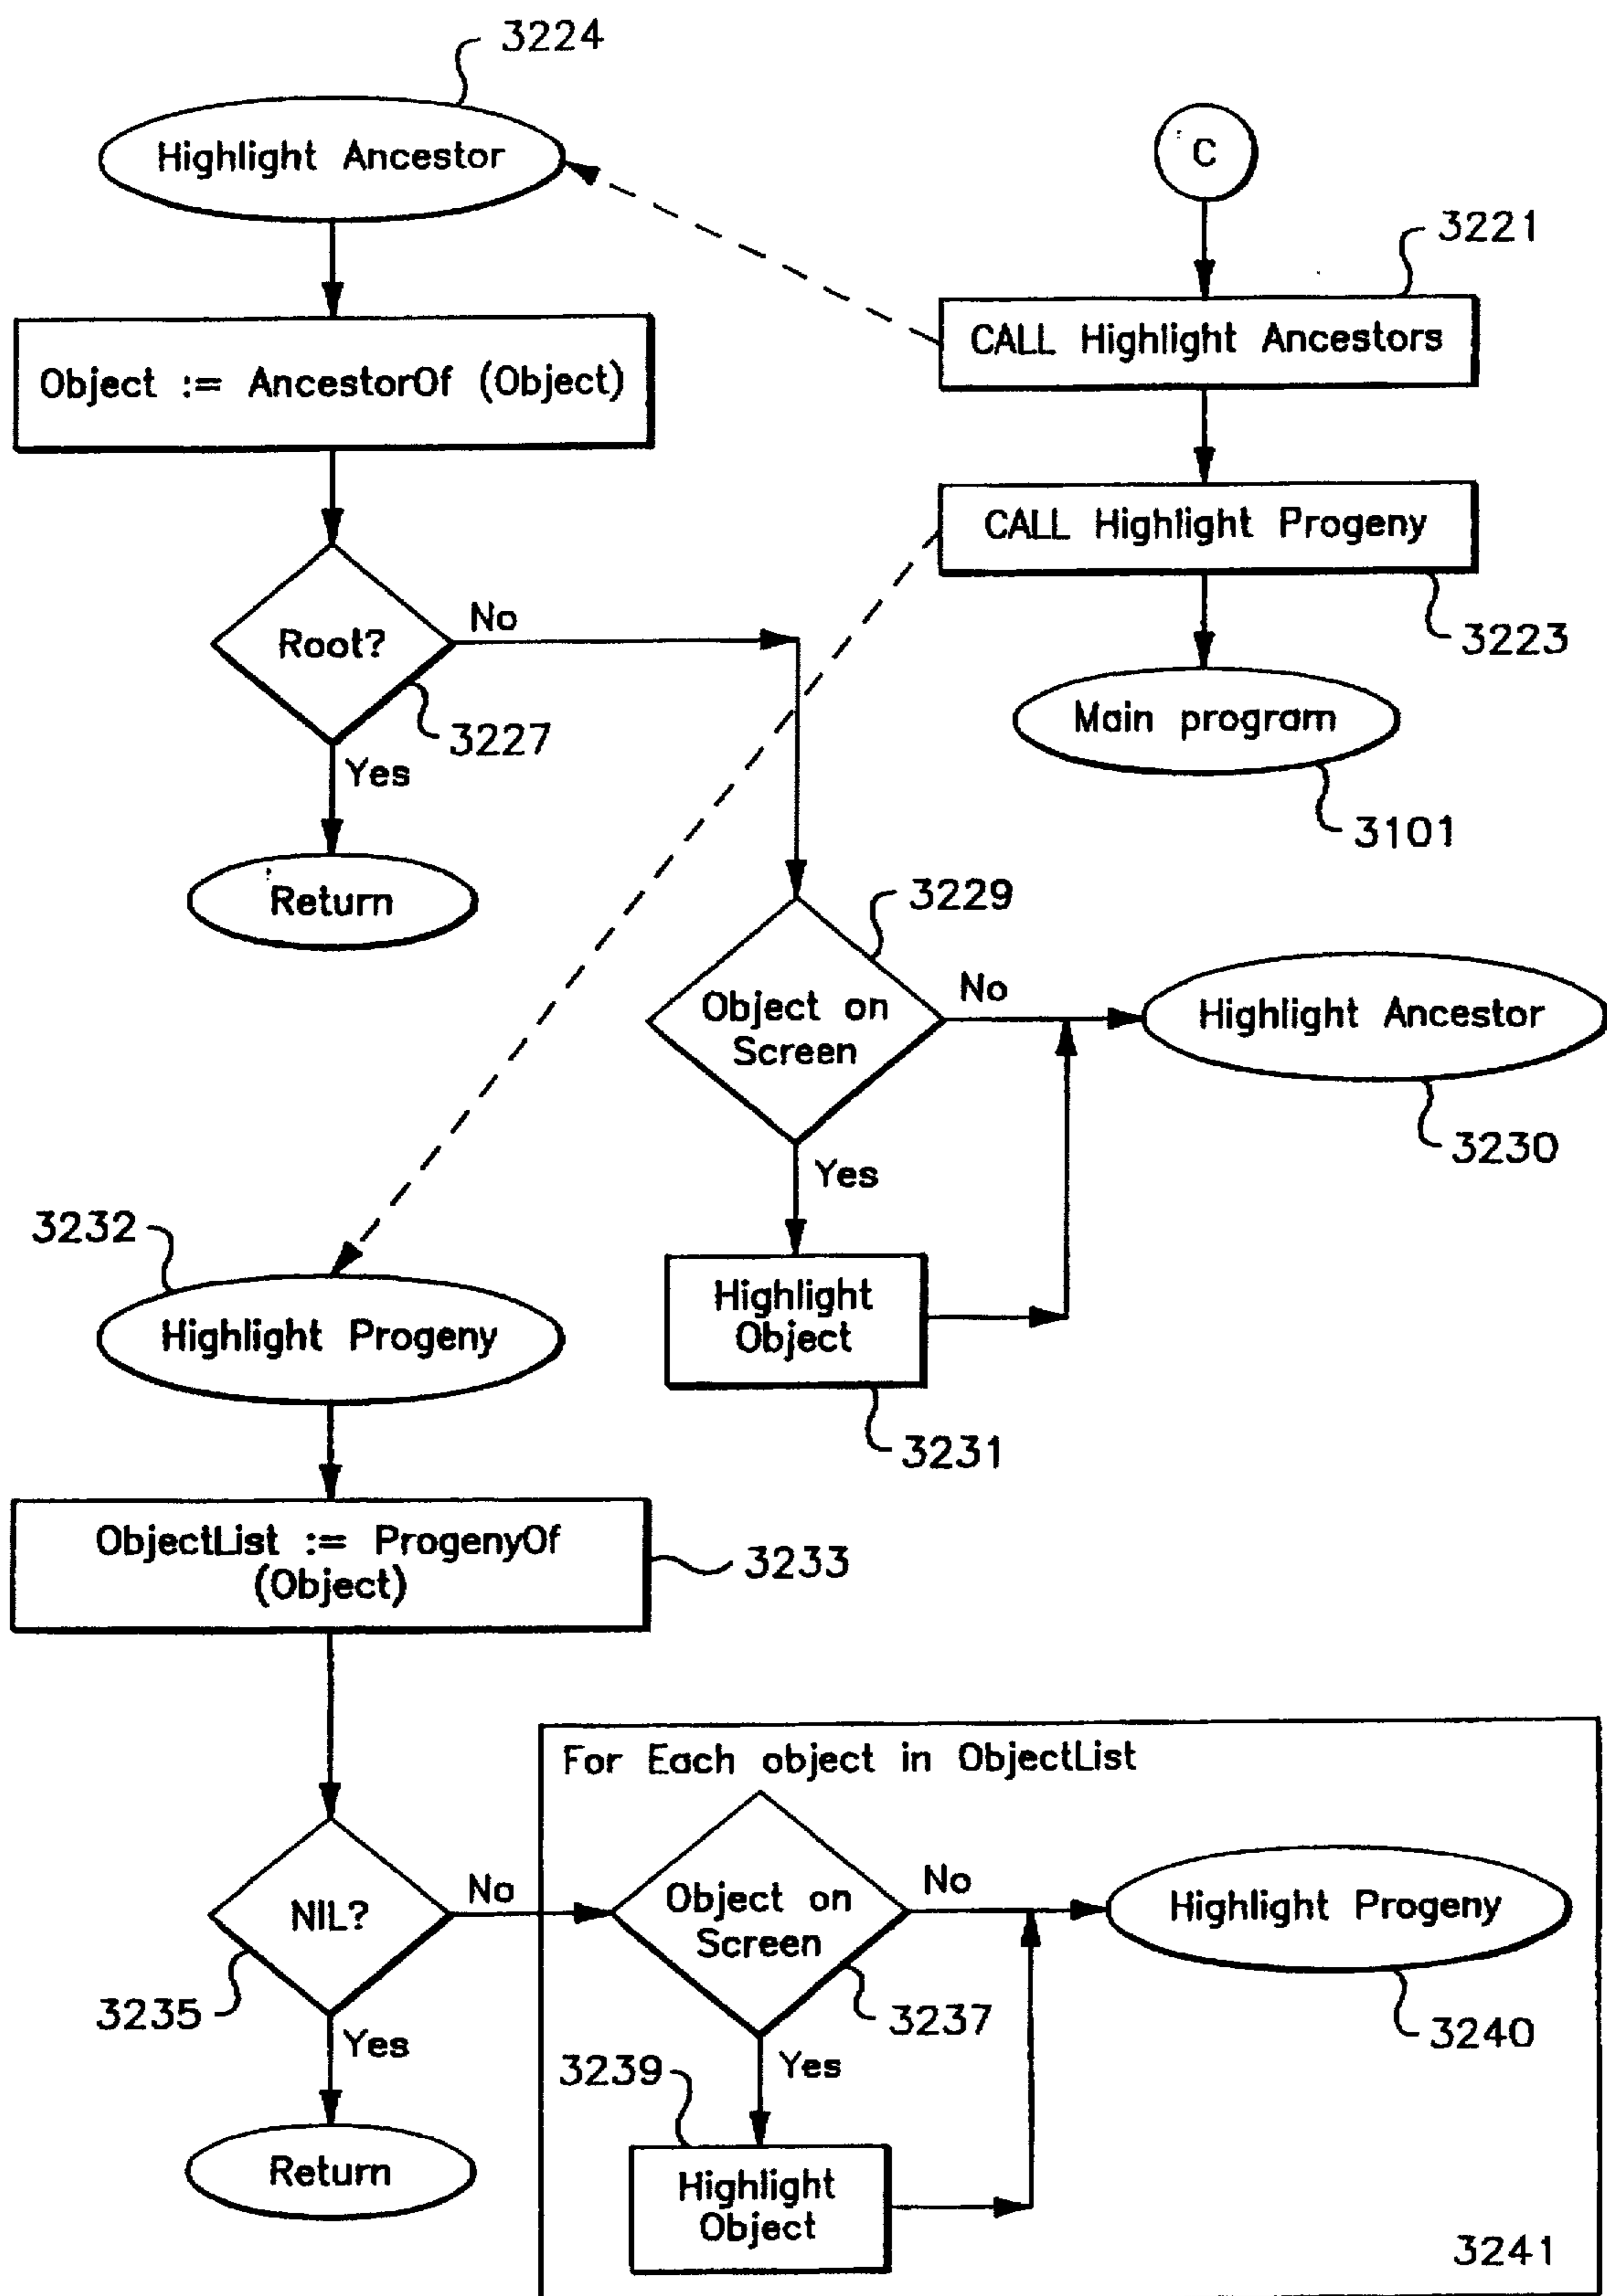 3224
Highlight Ancestor
C
3221
CALL Highlight Ancestors
Object := AncestorOf (Object)
CALL Highlight Progeny
3223
Root?
No
3227
Yes
Main program
3101
Return
3229
Object on
Screen
No
Highlight Ancestor
3230
Yes
3232
Highlight
Object
3231
Highlight Progeny
ObjectList := ProgenyOf
(Object)
3233
For Each object in ObjectList
NIL?
No
3235
Yes
Object on
Screen
No
3237
Highlight Progeny
3240
Yes
3239
Return
Highlight
Object
3241